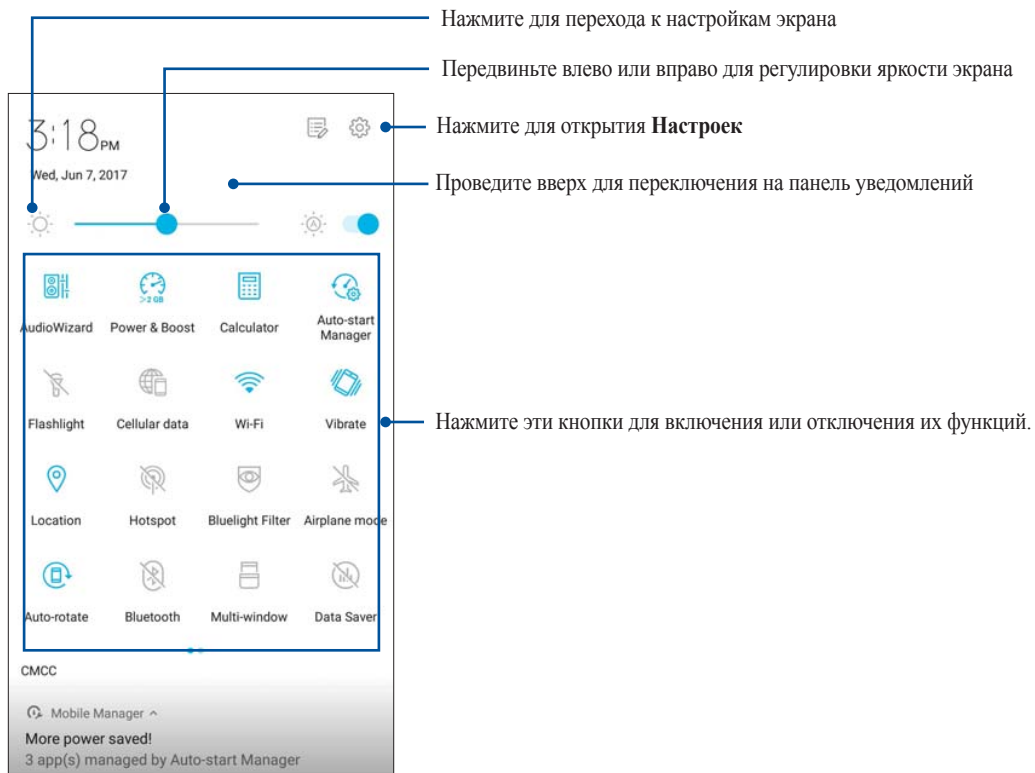 Нажмите для перехода к настройкам экрана
Передвиньте влево или вправо для регулировки яркости экрана
3:18 PM
Нажмите для открытия Настроек
Wed, Jun 7, 2017
Проведите вверх для переключения на панель уведомлений
A
>2 GB
AudioWizard Power & Boost Calculator Auto-start
Manager
Flashlight Cellular data Wi-Fi Vibrate
Нажмите эти кнопки для включения или отключения их функций.
Location Hotspot Bluelight Filter Airplane mode
Auto-rotate Bluetooth Multi-window Data Saver
CMCC
Mobile Manager
More power saved!
3 app(s) managed by Auto-start Manager